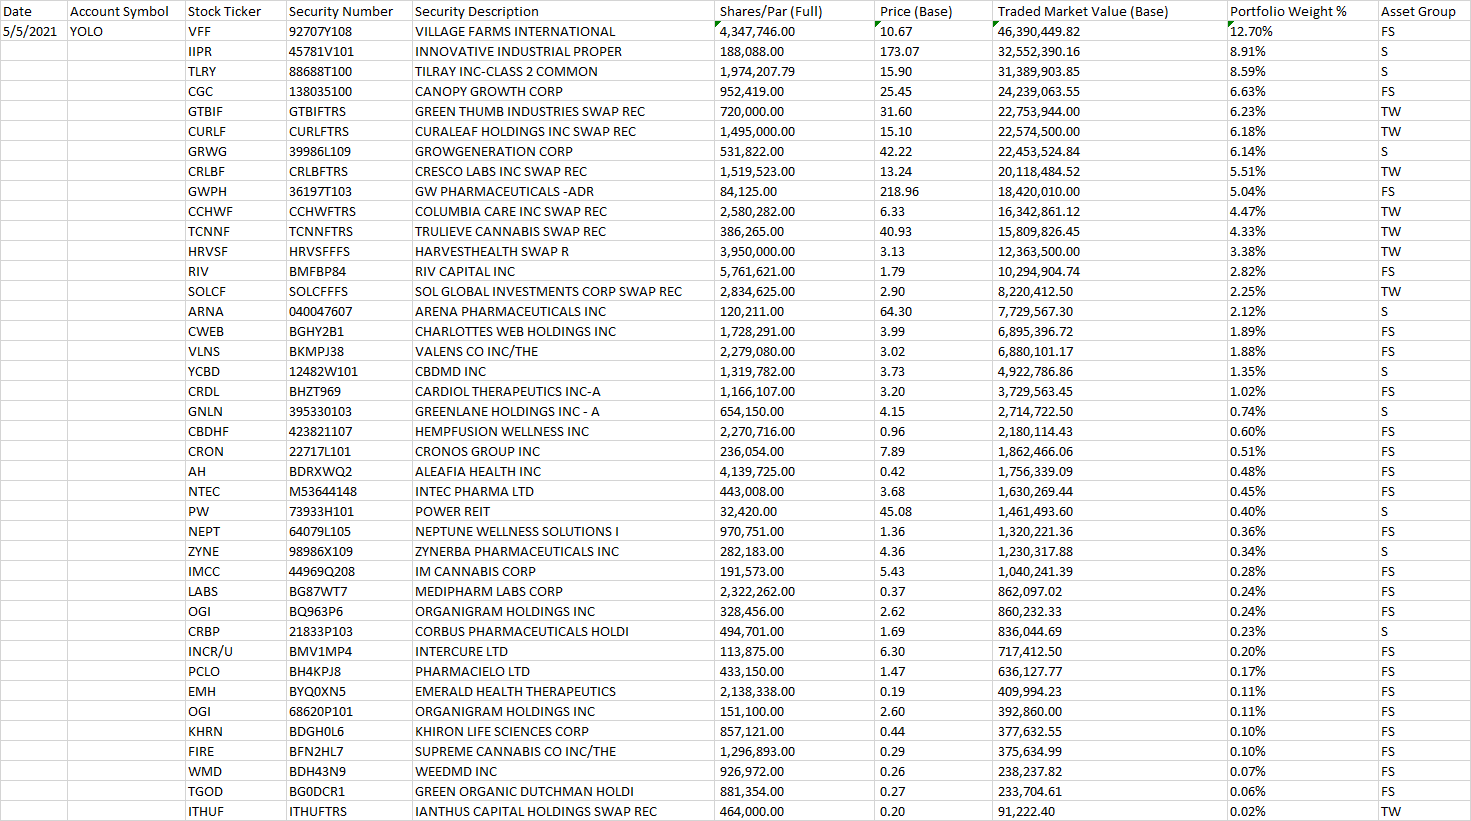 Date Account Symbol Stock Ticker Security Number Security Description Shares/Par (Full) Price (Base) Traded Market Value (Base) Portfolio Weight % Asset Group
5/5/2021 YOLO VFF 92707Y108 VILLAGE FARMS INTERNATIONAL 4,347,746.00 10.67 46,390,449.82 12.70% FS
IIPR 45781V101 INNOVATIVE INDUSTRIAL PROPER 188,088.00 173.07 32,552,390.16 8.91% S
TLRY 88688T100 TILRAY INC-CLASS 2 COMMON 1,974,207.79 15.90 31,389,903.85 8.59% S
CGC 138035100 CANOPY GROWTH CORP 952,419.00 25.45 24,239,063.55 6.63% FS
GTBIF GTBIFTRS GREEN THUMB INDUSTRIES SWAP REC 720,000.00 31.60 22,753,944.00 6.23% TW
CURLF CURLFTRS CURALEAF HOLDINGS INC SWAP REC 1,495,000.00 15.10 22,574,500.00 6.18% TW
GRWG 39986L109 GROWGENERATION CORP 531,822.00 42.22 22,453,524.84 6.14% S
CRLBF CRLBFTRS CRESCO LABS INC SWAP REC 1,519,523.00 13.24 20,118,484.52 5.51% TW
GWPH 36197T103 GW PHARMACEUTICALS -ADR 84,125.00 218.96 18,420,010.00 5.04% FS
CCHWF CCHWFTRS COLUMBIA CARE INC SWAP REC 2,580,282.00 6.33 16,342,861.12 4.47% TW
TCNNF TCNNFTRS TRULIEVE CANNABIS SWAP REC 386,265.00 40.93 15,809,826.45 4.33% TW
HRVSF HRVSFFFS HARVESTHEALTH SWAP R 3,950,000.00 3.13 12,363,500.00 3.38% TW
RIV BMFBP84 RIV CAPITAL INC 5,761,621.00 1.79 10,294,904.74 2.82% FS
SOLCF SOLCFFFS SOL GLOBAL INVESTMENTS CORP SWAP REC 2,834,625.00 2.90 8,220,412.50 2.25% TW
ARNA 040047607 ARENA PHARMACEUTICALS INC 120,211.00 64.30 7,729,567.30 2.12% S
CWEB BGHY2B1 CHARLOTTES WEB HOLDINGS INC 1,728,291.00 3.99 6,895,396.72 1.89% FS
VLNS BKMPJ38 VALENS CO INC/THE 2,279,080.00 3.02 6,880,101.17 1.88% FS
YCBD 12482W101 CBDMD INC 1,319,782.00 3.73 4,922,786.86 1.35% S
CRDL BHZT969 CARDIOL THERAPEUTICS INC-A 1,166,107.00 3.20 3,729,563.45 1.02% FS
GNLN 395330103 GREENLANE HOLDINGS INC - A 654,150.00 4.15 2,714,722.50 0.74% S
CBDHF 423821107 HEMPFUSION WELLNESS INC 2,270,716.00 0.96 2,180,114.43 0.60% FS
CRON 22717L101 CRONOS GROUP INC 236,054.00 7.89 1,862,466.06 0.51% FS
AH BDRXWQ2 ALEAFIA HEALTH INC 4,139,725.00 0.42 1,756,339.09 0.48% FS
NTEC M53644148 INTEC PHARMA LTD 443,008.00 3.68 1,630,269.44 0.45% FS
PW 73933H101 POWER REIT 32,420.00 45.08 1,461,493.60 0.40% S
NEPT 64079L105 NEPTUNE WELLNESS SOLUTIONS I 970,751.00 1.36 1,320,221.36 0.36% FS
ZYNE 98986X109 ZYNERBA PHARMACEUTICALS INC 282,183.00 4.36 1,230,317.88 0.34% S
IMCC 44969Q208 IM CANNABIS CORP 191,573.00 5.43 1,040,241.39 0.28% FS
LABS BG87WT7 MEDIPHARM LABS CORP 2,322,262.00 0.37 862,097.02 0.24% FS
OGI BQ963P6 ORGANIGRAM HOLDINGS INC 328,456.00 2.62 860,232.33 0.24% FS
CRBP 21833P103 CORBUS PHARMACEUTICALS HOLDI 494,701.00 1.69 836,044.69 0.23% S
INCR/U BMV1MP4 INTERCURE LTD 113,875.00 6.30 717,412.50 0.20% FS
PCLO BH4KPJ8 PHARMACIELO LTD 433,150.00 1.47 636,127.77 0.17% FS
EMH BYQ0XN5 EMERALD HEALTH THERAPEUTICS 2,138,338.00 0.19 409,994.23 0.11% FS
OGI 68620P101 ORGANIGRAM HOLDINGS INC 151,100.00 2.60 392,860.00 0.11% FS
KHRN BDGH0L6 KHIRON LIFE SCIENCES CORP 857,121.00 0.44 377,632.55 0.10% FS
FIRE BFN2HL7 SUPREME CANNABIS CO INC/THE 1,296,893.00 0.29 375,634.99 0.10% FS
WMD BDH43N9 WEEDMD INC 926,972.00 0.26 238,237.82 0.07% FS
TGOD BG0DCR1 GREEN ORGANIC DUTCHMAN HOLDI 881,354.00 0.27 233,704.61 0.06% FS
ITHUF ITHUFTRS IANTHUS CAPITAL HOLDINGS SWAP REC 464,000.00 0.20 91,222.40 0.02% TW